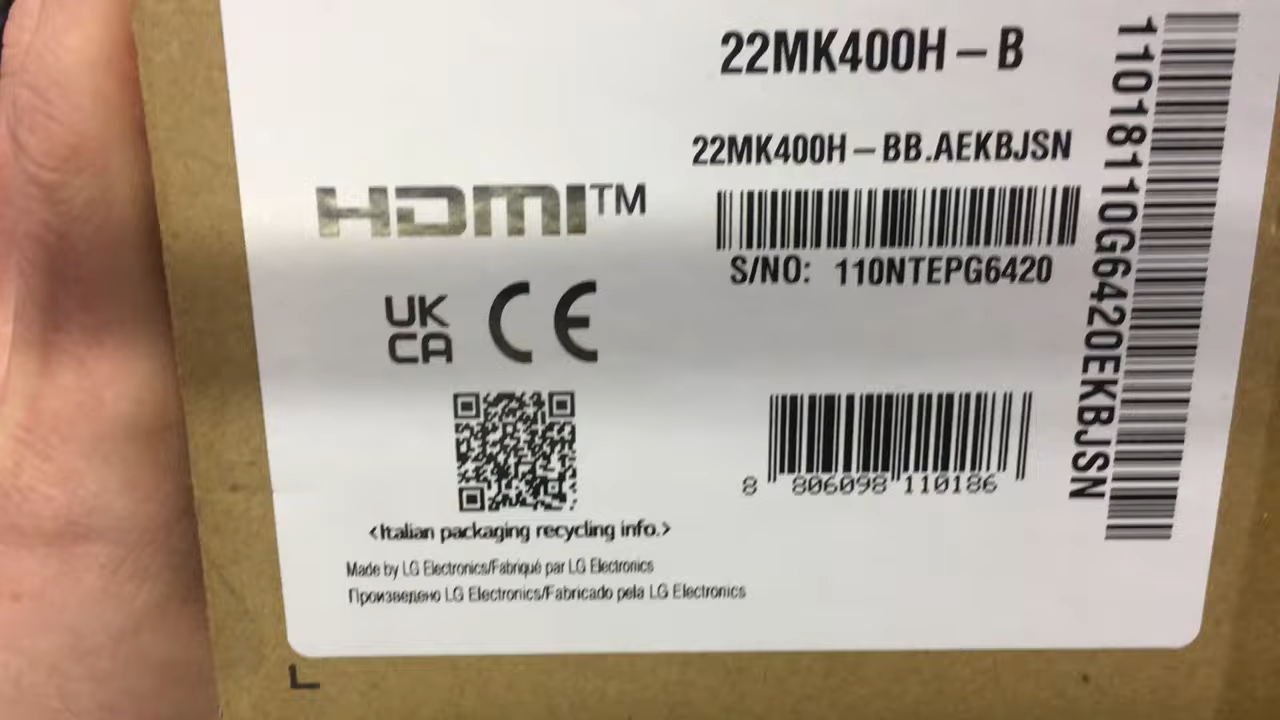 22MK400H – B
22MK400H – BB.AEKBJSN
HDMI™
S/NO: 110NTEPG6420
UK
CA
CE
8 806098 110186
<Italian packaging recycling info.>
Made by LG Electronics/Fabriqué par LG Electronics
Произведено LG Electronics/Fabricado pela LG Electronics
11018110G6420EKBJSN